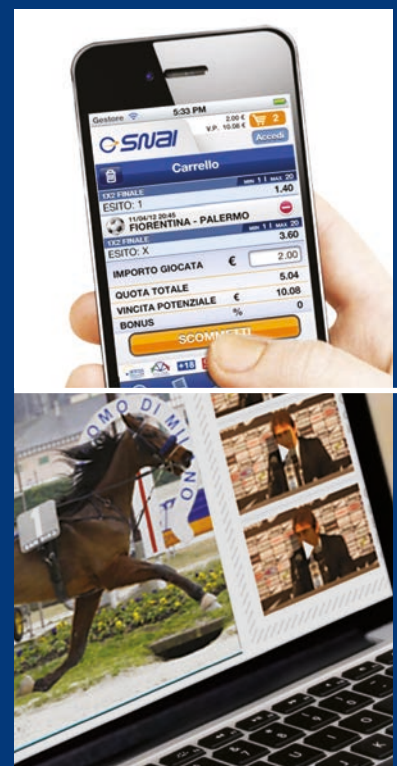 Gestore 5:33 PM
SNAI 2.00 € V.P. 10.08 € 2
Accedi
Carrello
1X2 FINALE MIN 1 | MAX 20
ESITO: 1 1.40
11/04/12 20:45
FIORENTINA - PALERMO
1X2 FINALE MIN 1 | MAX 20
ESITO: X 3.60
IMPORTO GIOCATA € 2.00
QUOTA TOTALE 5.04
VINCITA POTENZIALE € 10.08
BONUS % 0
+18
OMO DI MIL NO
1